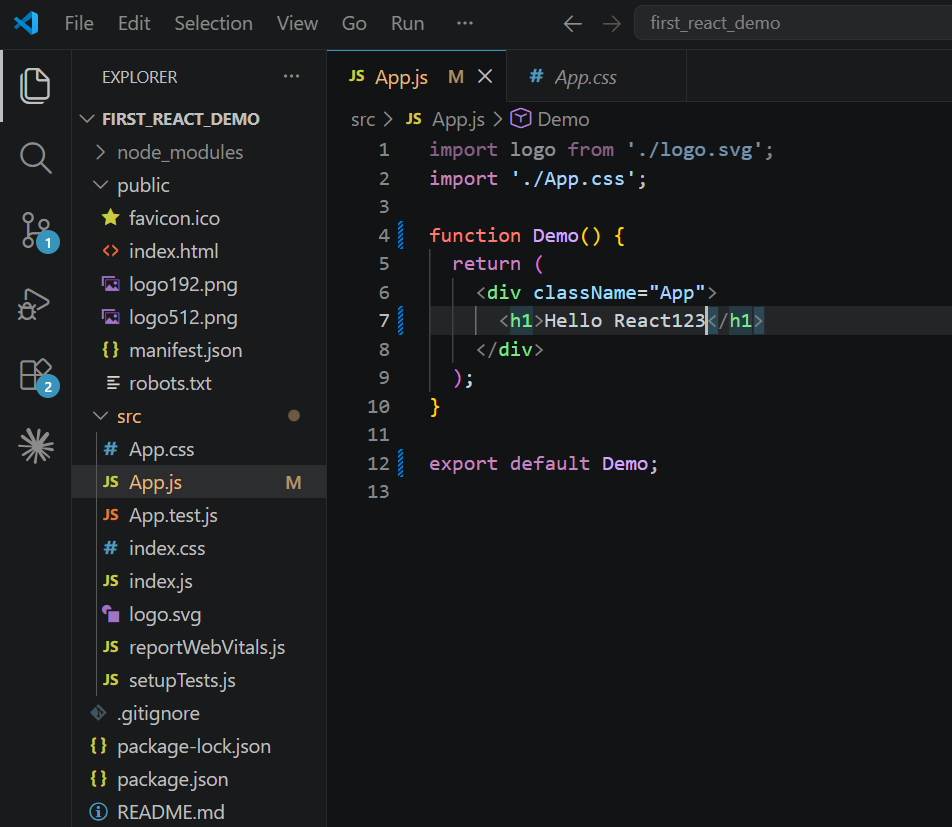 File Edit Selection View Go Run ··· ← → first_react_demo
EXPLORER ···
FIRST_REACT_DEMO
node_modules
public
favicon.ico
<> index.html
logo192.png
logo512.png
{} manifest.json
robots.txt
src
# App.css
JS App.js M
JS App.test.js
# index.css
JS index.js
logo.svg
JS reportWebVitals.js
JS setupTests.js
.gitignore
{} package-lock.json
{} package.json
README.md
1
2
JS App.js M ×
# App.css
src > JS App.js > Demo
1 import logo from './logo.svg';
2 import './App.css';
3
4 function Demo() {
5 return (
6 <div className="App">
7 <h1>Hello React123</h1>
8 </div>
9 );
10 }
11
12 export default Demo;
13